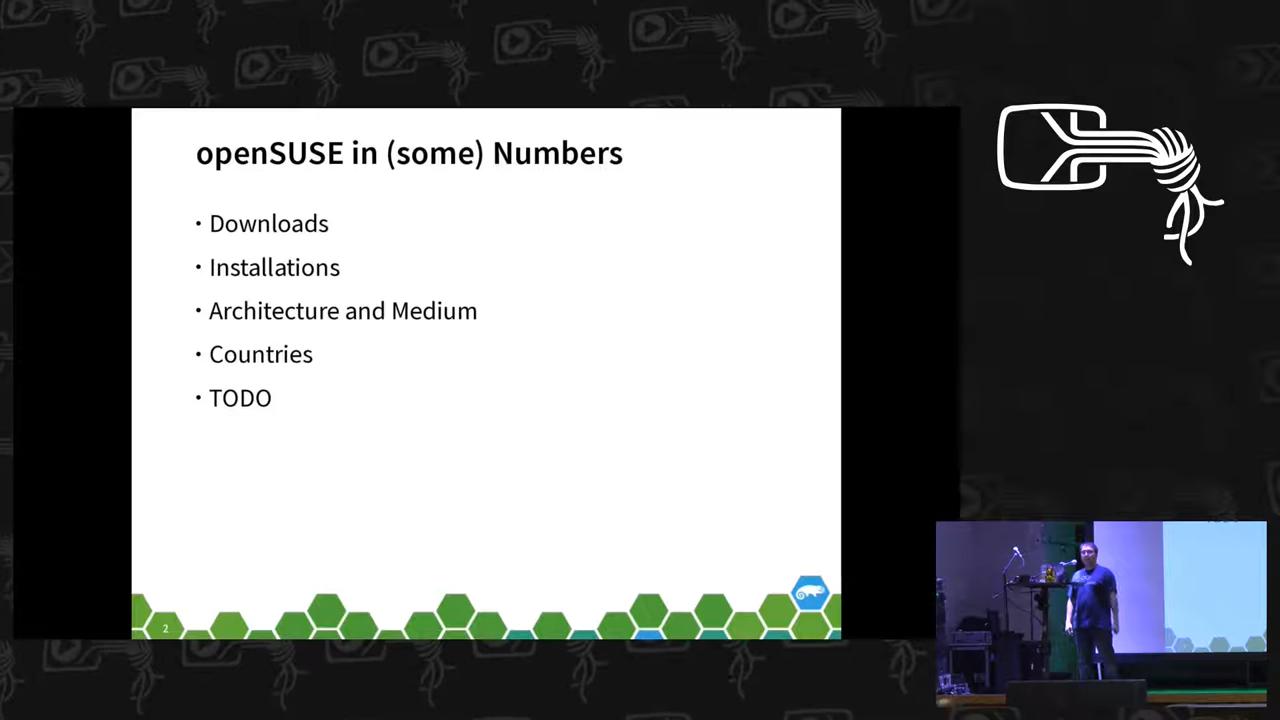 openSUSE in (some) Numbers
• Downloads
• Installations
• Architecture and Medium
• Countries
• TODO
2